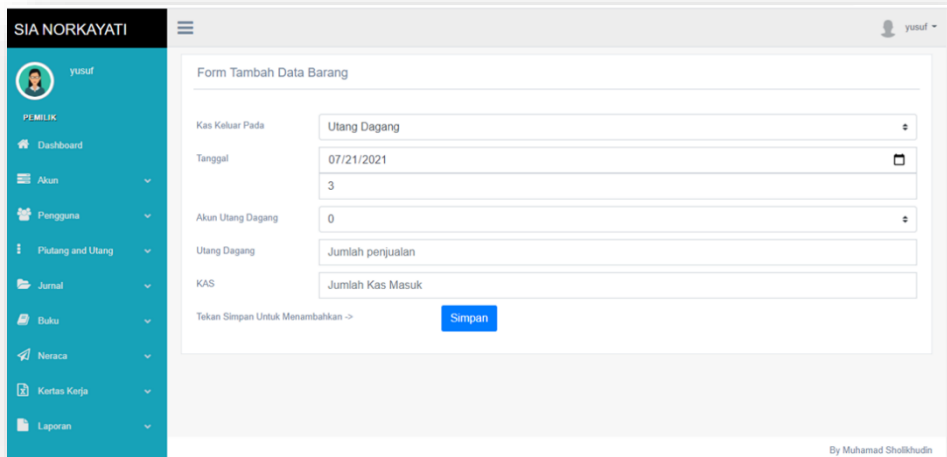 SIA NORKAYATI
yusuf
yusuf
PEMILIK
Dashboard
Akun
Pengguna
Piutang and Utang
Jurnal
Buku
Neraca
Kertas Kerja
Laporan
Form Tambah Data Barang
Kas Keluar Pada
Utang Dagang
Tanggal
07/21/2021
3
Akun Utang Dagang
0
Utang Dagang
Jumlah penjualan
KAS
Jumlah Kas Masuk
Tekan Simpan Untuk Menambahkan ->
Simpan
By Muhamad Sholikhudin